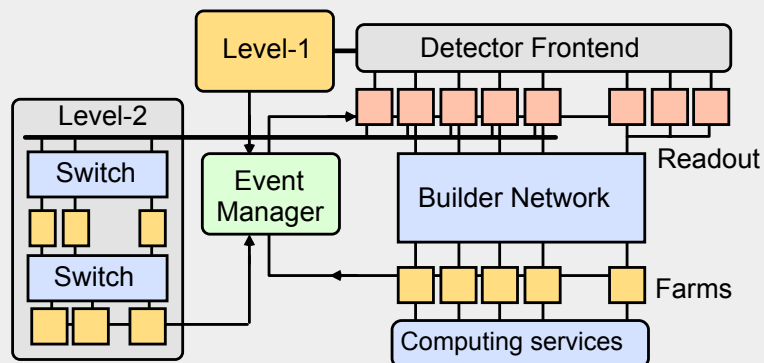 Level-1
Detector Frontend
Level-2
Switch
Event
Manager
Builder Network
Readout
Switch
Farms
Computing services